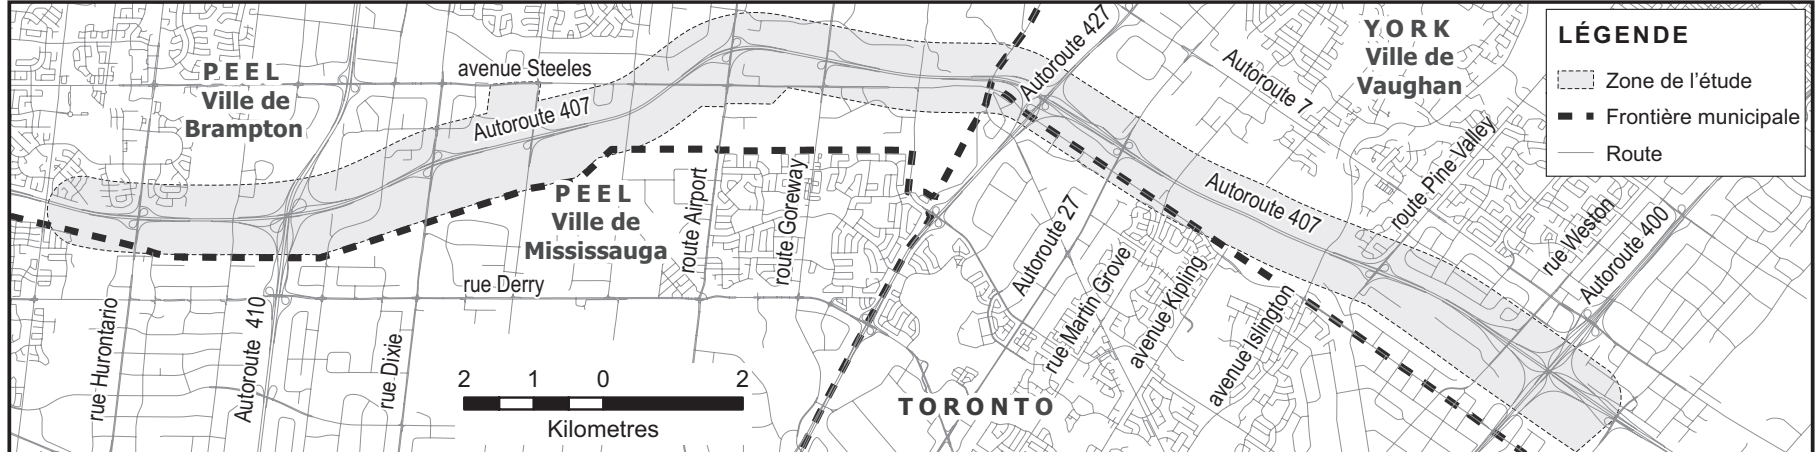 PEEL
Ville de
Brampton
avenue Steeles
Autoroute 407
Autoroute 427
Autoroute 7
YORK
Ville de
Vaughan
LÉGENDE
Zone de l'étude
Frontière municipale
Route
PEEL
Ville de
Mississauga
route Airport
route Goreway
Autoroute 27
Autoroute 407
route Pine Valley
rue Weston
Autoroute 400
rue Derry
rue Hurontario
Autoroute 410
rue Dixie
rue Martin Grove
avenue Kipling
avenue Islington
2 1 0 2
Kilometres
TORONTO